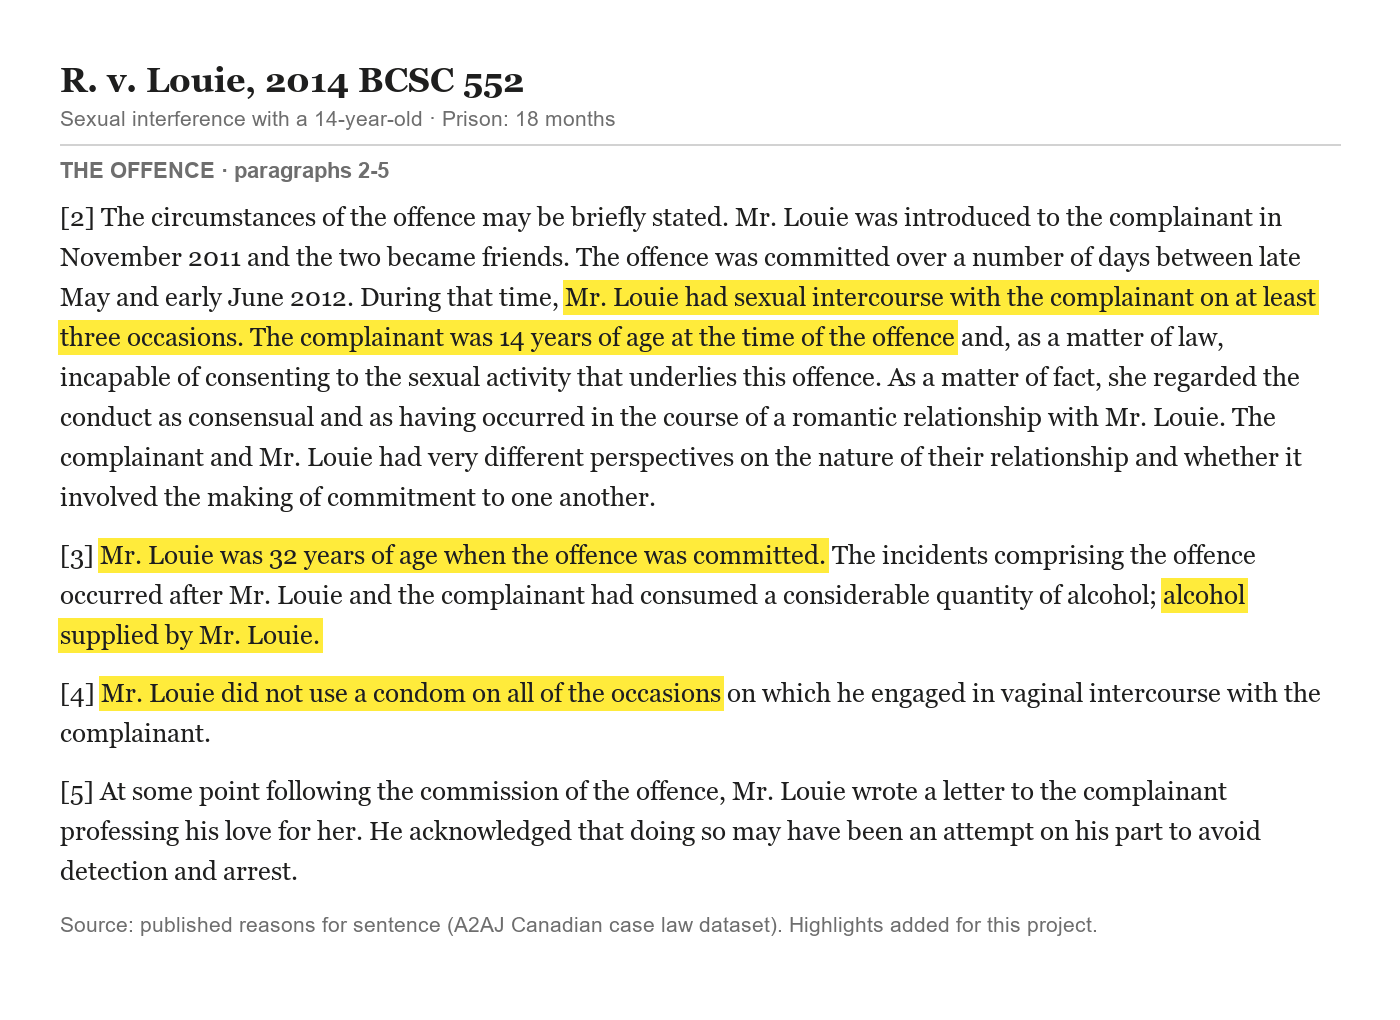 R. v. Louie, 2014 BCSC 552
Sexual interference with a 14-year-old · Prison: 18 months
THE OFFENCE · paragraphs 2-5
[2] The circumstances of the offence may be briefly stated. Mr. Louie was introduced to the complainant in
November 2011 and the two became friends. The offence was committed over a number of days between late
May and early June 2012. During that time, Mr. Louie had sexual intercourse with the complainant on at least
three occasions. The complainant was 14 years of age at the time of the offence and, as a matter of law,
incapable of consenting to the sexual activity that underlies this offence. As a matter of fact, she regarded the
conduct as consensual and as having occurred in the course of a romantic relationship with Mr. Louie. The
complainant and Mr. Louie had very different perspectives on the nature of their relationship and whether it
involved the making of commitment to one another.
[3] Mr. Louie was 32 years of age when the offence was committed. The incidents comprising the offence
occurred after Mr. Louie and the complainant had consumed a considerable quantity of alcohol; alcohol
supplied by Mr. Louie.
[4] Mr. Louie did not use a condom on all of the occasions on which he engaged in vaginal intercourse with the
complainant.
[5] At some point following the commission of the offence, Mr. Louie wrote a letter to the complainant
professing his love for her. He acknowledged that doing so may have been an attempt on his part to avoid
detection and arrest.
Source: published reasons for sentence (A2AJ Canadian case law dataset). Highlights added for this project.